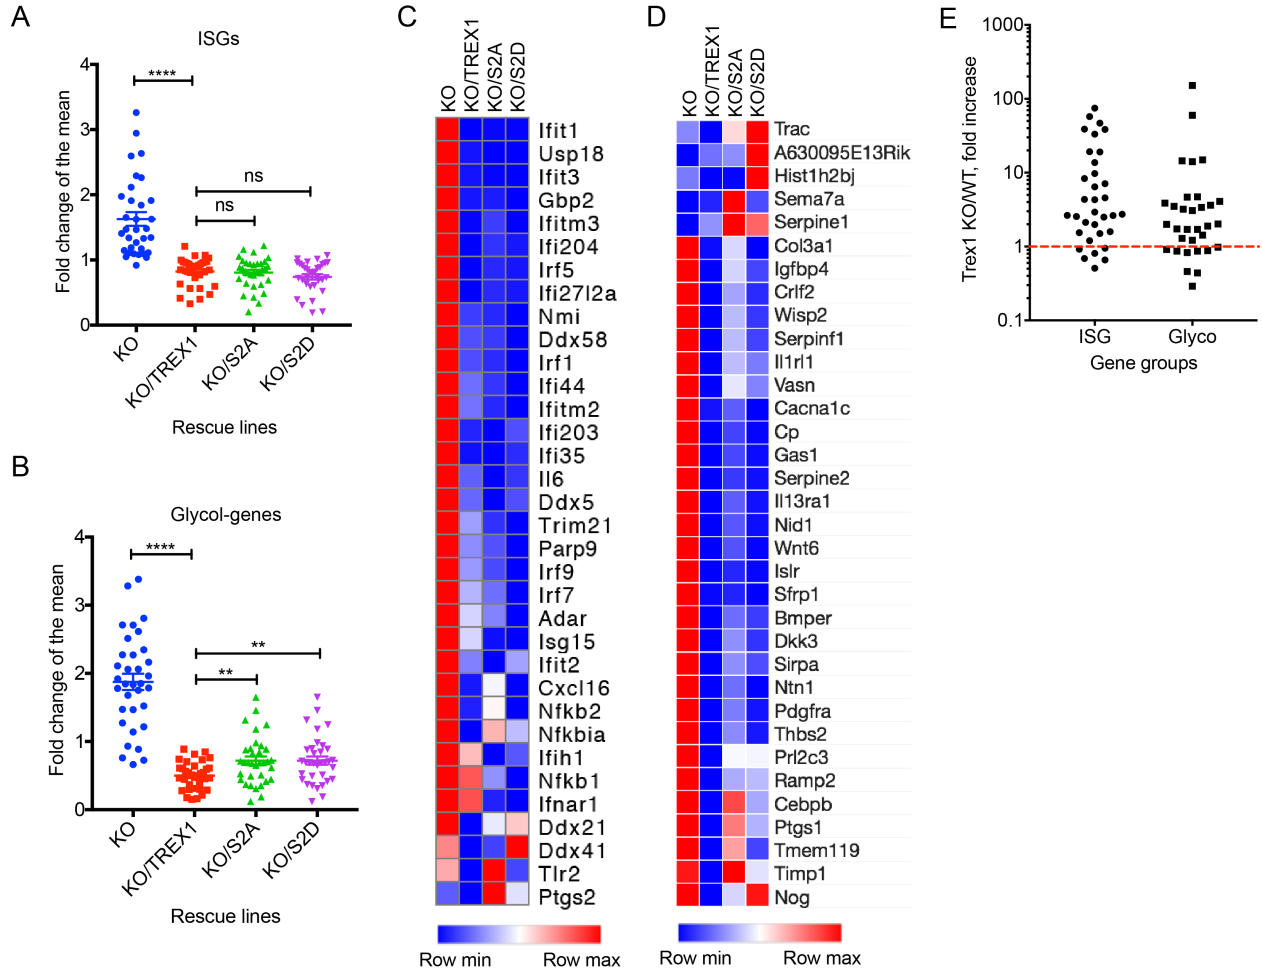 A
ISGs
Fold change of the mean
4
3
2
1
0
****
ns
ns
KO
KO/TREX1
KO/S2A
KO/S2D
Rescue lines
B
Glycol-genes
Fold change of the mean
4
3
2
1
0
****
**
**
KO
KO/TREX1
KO/S2A
KO/S2D
Rescue lines
C
KO
KO/TREX1
KO/S2A
KO/S2D
Ifit1
Usp18
Ifit3
Gbp2
Ifitm3
Ifi204
Irf5
Ifi27l2a
Nmi
Ddx58
Irf1
Ifi44
Ifitm2
Ifi203
Ifi35
Il6
Ddx5
Trim21
Parp9
Irf9
Irf7
Adar
Isg15
Ifit2
Cxcl16
Nfkb2
Nfkbia
Ifih1
Nfkb1
Ifnar1
Ddx21
Ddx41
Tlr2
Ptgs2
Row min Row max
D
KO
KO/TREX1
KO/S2A
KO/S2D
Trac
A630095E13Rik
Hist1h2bj
Sema7a
Serpine1
Col3a1
Igfbp4
Crlf2
Wisp2
Serpinf1
Il1rl1
Vasn
Cacna1c
Cp
Gas1
Serpine2
Il13ra1
Nid1
Wnt6
Islr
Sfrp1
Bmper
Dkk3
Sirpa
Ntn1
Pdgfra
Thbs2
Prl2c3
Ramp2
Cebpb
Ptgs1
Tmem119
Timp1
Nog
Row min Row max
E
Trex1 KO/WT, fold increase
1000
100
10
1
0.1
ISG Glyco
Gene groups